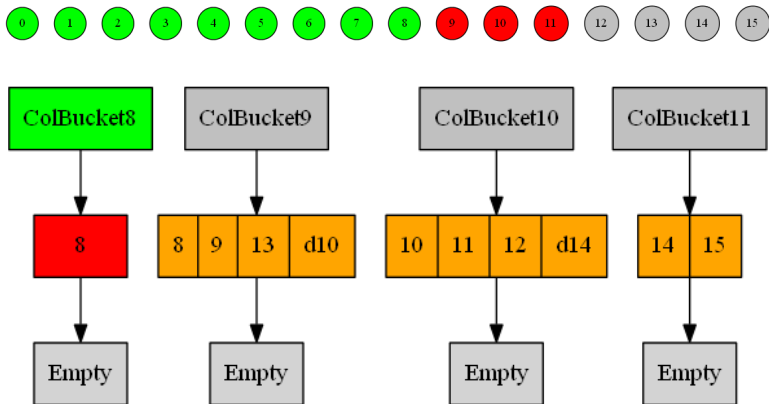 0 1 2 3 4 5 6 7 8 9 10 11 12 13 14 15
ColBucket8 ColBucket9 ColBucket10 ColBucket11
8 8 9 13 d10 10 11 12 d14 14 15
Empty Empty Empty Empty